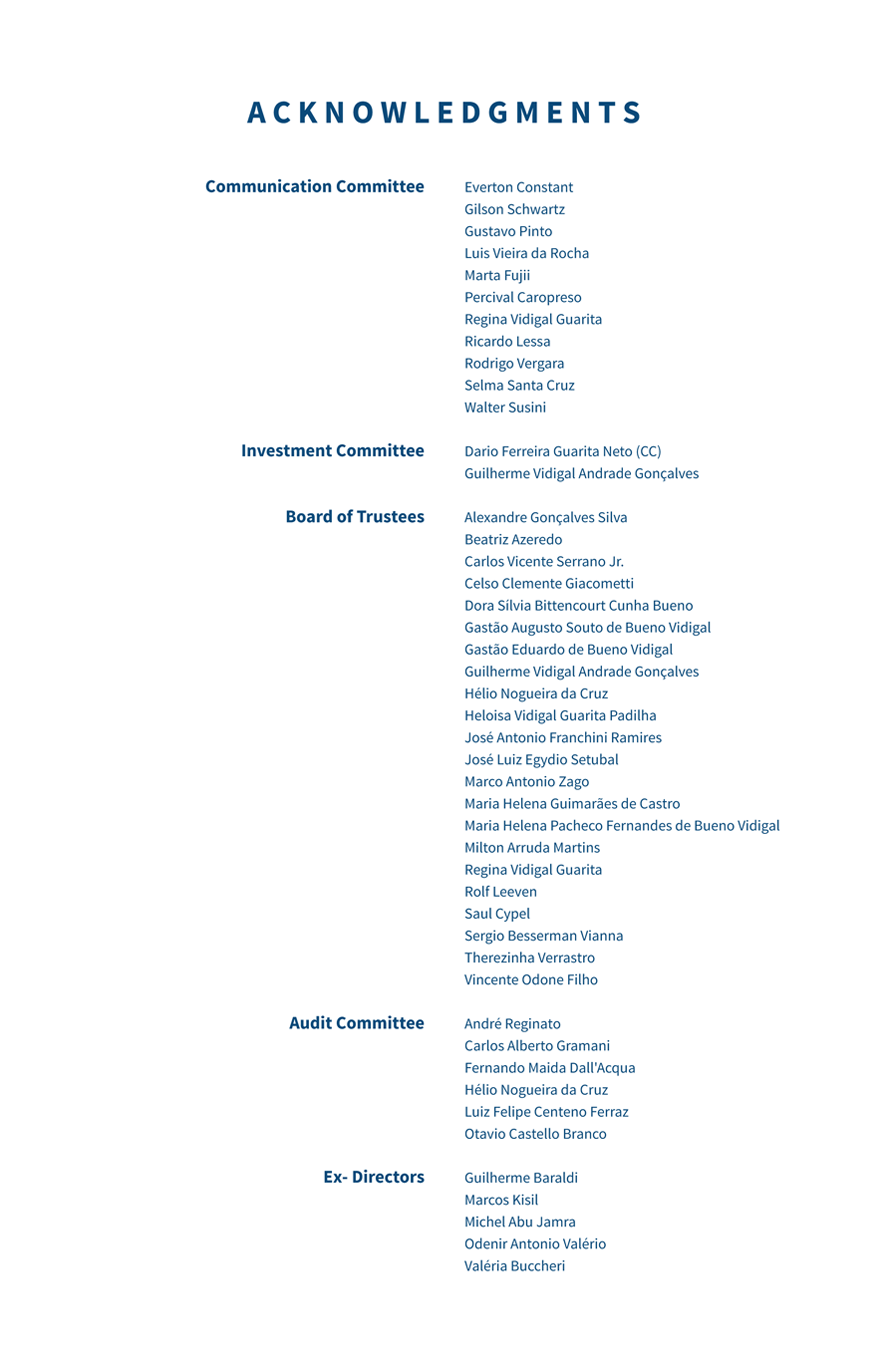 ACKNOWLEDGMENTS
Communication Committee
Everton Constant
Gilson Schwartz
Gustavo Pinto
Luis Vieira da Rocha
Marta Fujii
Percival Caropreso
Regina Vidigal Guarita
Ricardo Lessa
Rodrigo Vergara
Selma Santa Cruz
Walter Susini
Investment Committee
Dario Ferreira Guarita Neto (CC)
Guilherme Vidigal Andrade Gonçalves
Board of Trustees
Alexandre Gonçalves Silva
Beatriz Azeredo
Carlos Vicente Serrano Jr.
Celso Clemente Giacometti
Dora Sílvia Bittencourt Cunha Bueno
Gastão Augusto Souto de Bueno Vidigal
Gastão Eduardo de Bueno Vidigal
Guilherme Vidigal Andrade Gonçalves
Hélio Nogueira da Cruz
Heloisa Vidigal Guarita Padilha
José Antonio Franchini Ramires
José Luiz Egydio Setubal
Marco Antonio Zago
Maria Helena Guimarães de Castro
Maria Helena Pacheco Fernandes de Bueno Vidigal
Milton Arruda Martins
Regina Vidigal Guarita
Rolf Leeven
Saul Cypel
Sergio Besserman Vianna
Therezinha Verrastro
Vincente Odone Filho
Audit Committee
André Reginato
Carlos Alberto Gramani
Fernando Maida Dall'Acqua
Hélio Nogueira da Cruz
Luiz Felipe Centeno Ferraz
Otavio Castello Branco
Ex- Directors
Guilherme Baraldi
Marcos Kisil
Michel Abu Jamra
Odenir Antonio Valério
Valéria Buccheri